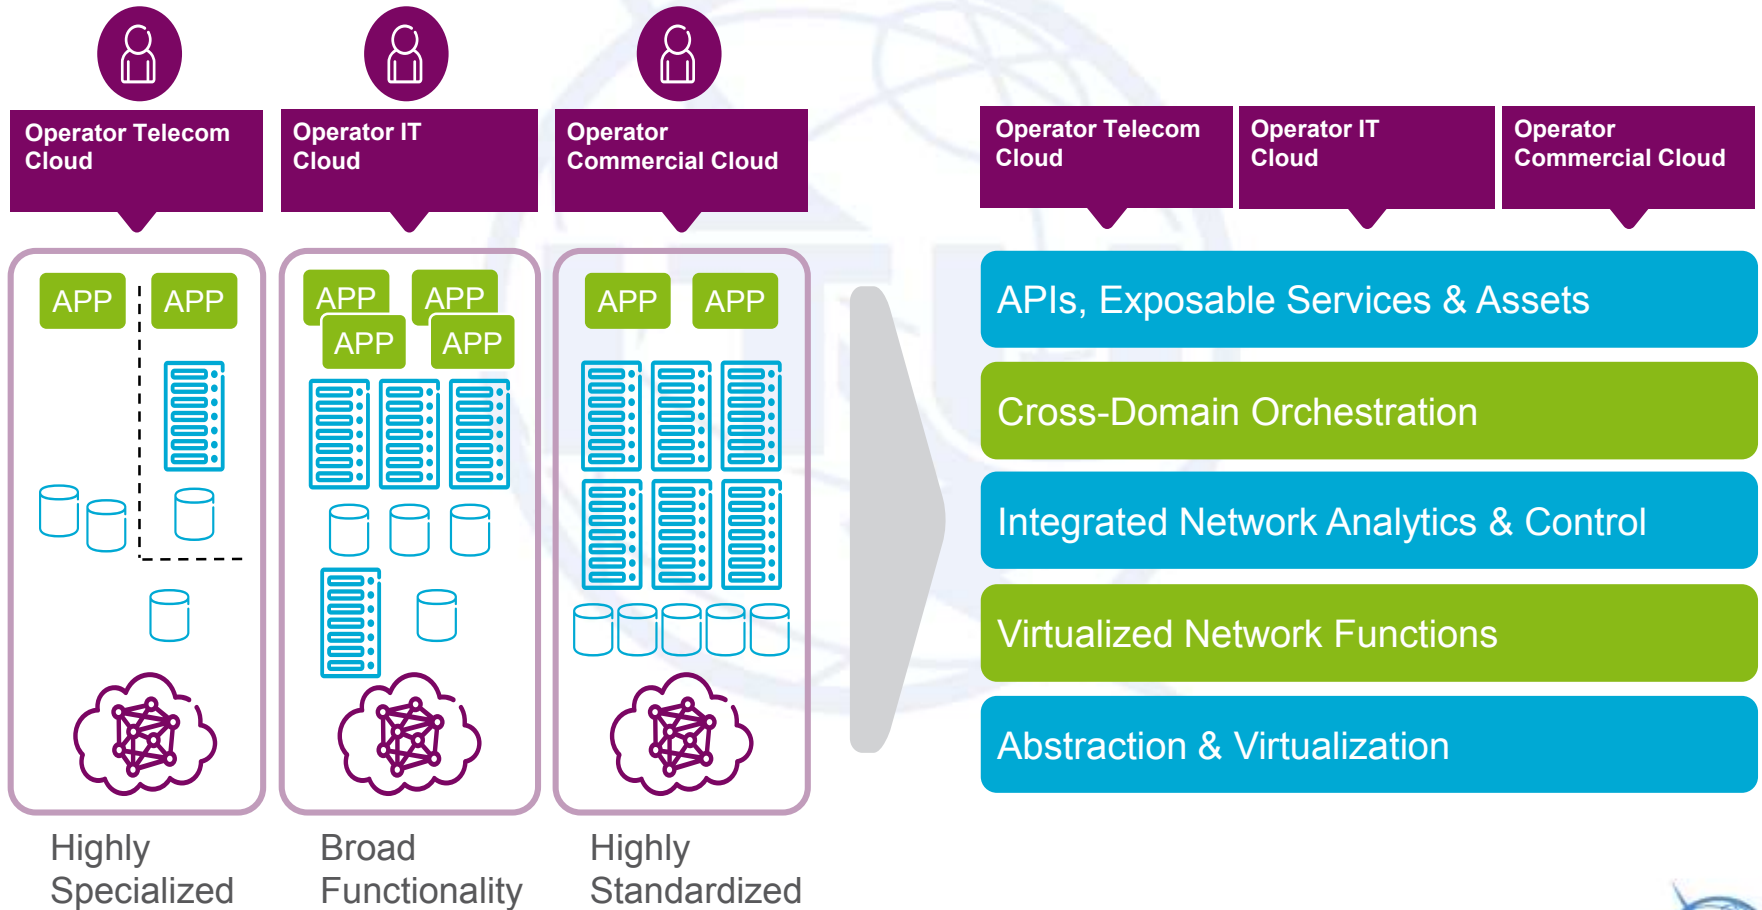 Operator Telecom
Cloud
Operator IT
Cloud
Operator
Commercial Cloud
APP
APP
APP
APP
APP
APP
APP
APP
Highly
Specialized
Broad
Functionality
Highly
Standardized
Operator Telecom
Cloud
Operator IT
Cloud
Operator
Commercial Cloud
APIs, Exposable Services & Assets
Cross-Domain Orchestration
Integrated Network Analytics & Control
Virtualized Network Functions
Abstraction & Virtualization
ITU